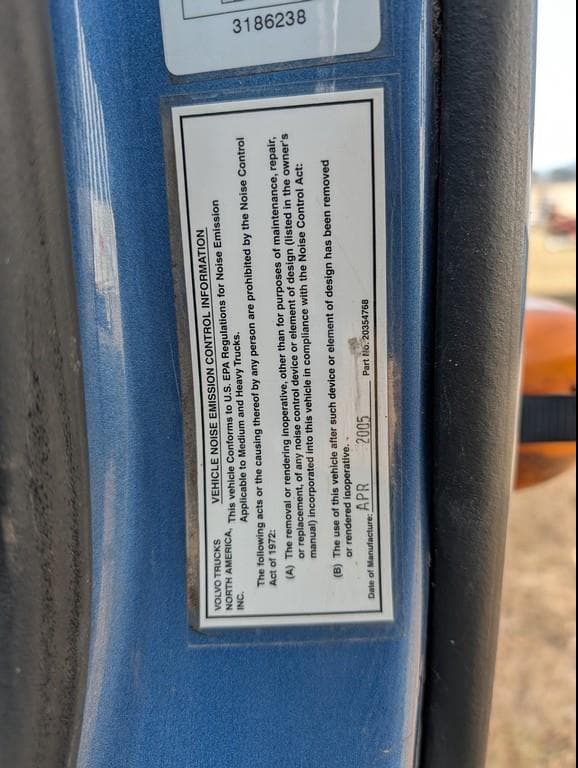 3186238
VOLVO TRUCKS
NORTH AMERICA,
INC.
VEHICLE NOISE EMISSION CONTROL INFORMATION
This vehicle Conforms to U.S. EPA Regulations for Noise Emission
Applicable to Medium and Heavy Trucks.
The following acts or the causing thereof by any person are prohibited by the Noise Control
Act of 1972:
(A) The removal or rendering inoperative, other than for purposes of maintenance, repair,
or replacement, of any noise control device or element of design (listed in the owner's
manual) incorporated into this vehicle in compliance with the Noise Control Act:
(B) The use of this vehicle after such device or element of design has been removed
or rendered inoperative.
Date of Manufacture: APR 2005 Part No. 20354768